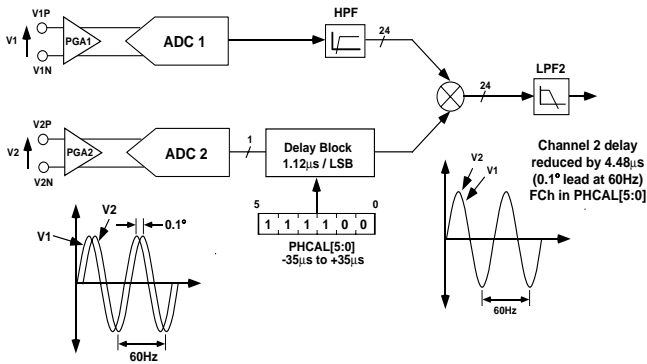 HPF
V1P
V1
PGA1
V1N
ADC 1
24
LPF2
24
V2P
V2
PGA2
V2N
ADC 2
1
Delay Block
1.12µs / LSB
Channel 2 delay
reduced by 4.48µs
(0.1° lead at 60Hz)
FCh in PHCAL[5:0]
5 0
1 1 1 1 0 0
PHCAL[5:0]
-35µs to +35µs
V2
V1
0.1°
V1
V2
60Hz
60Hz